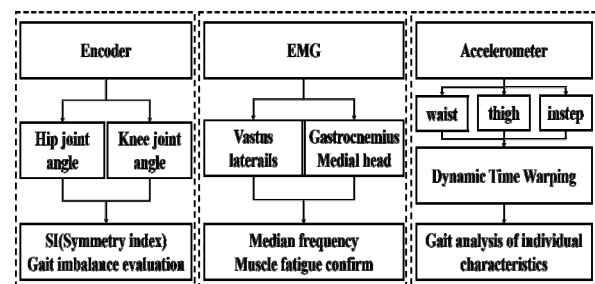 Encoder
Hip joint
angle
Knee joint
angle
SI(Symmetry index)
Gait imbalance evaluation
EMG
Vastus
laterails
Gastrocnemius
Medial head
Median frequency
Muscle fatigue confirm
Accelerometer
waist
thigh
instep
Dynamic Time Warping
Gait analysis of individual
characteristics